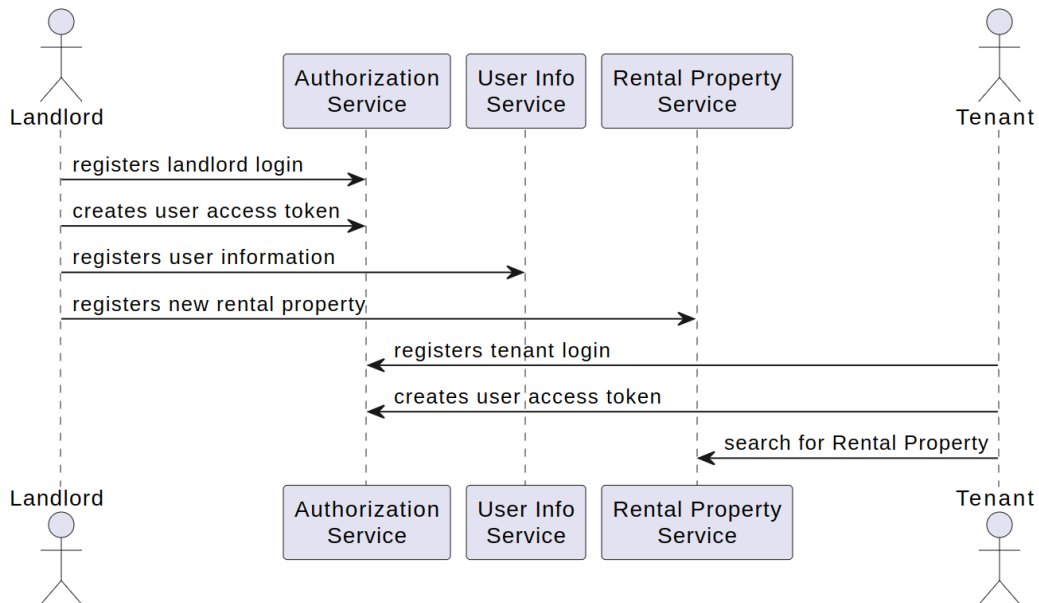 Landlord
Authorization
Service
User Info
Service
Rental Property
Service
Tenant
registers landlord login
creates user access token
registers user information
registers new rental property
registers tenant login
creates user access token
search for Rental Property
Landlord
Authorization
Service
User Info
Service
Rental Property
Service
Tenant